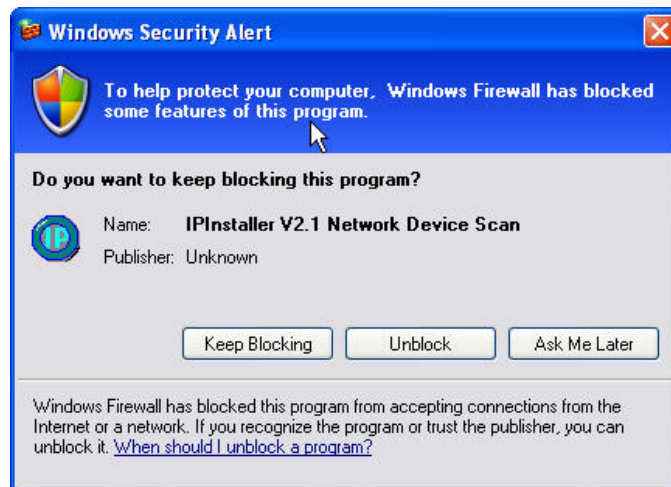 Windows Security Alert
To help protect your computer, Windows Firewall has blocked
some features of this program.
Do you want to keep blocking this program?
IP
Name: IPInstaller V2.1 Network Device Scan
Publisher: Unknown
Keep Blocking Unblock Ask Me Later
Windows Firewall has blocked this program from accepting connections from the
Internet or a network. If you recognize the program or trust the publisher, you can
unblock it. When should I unblock a program?